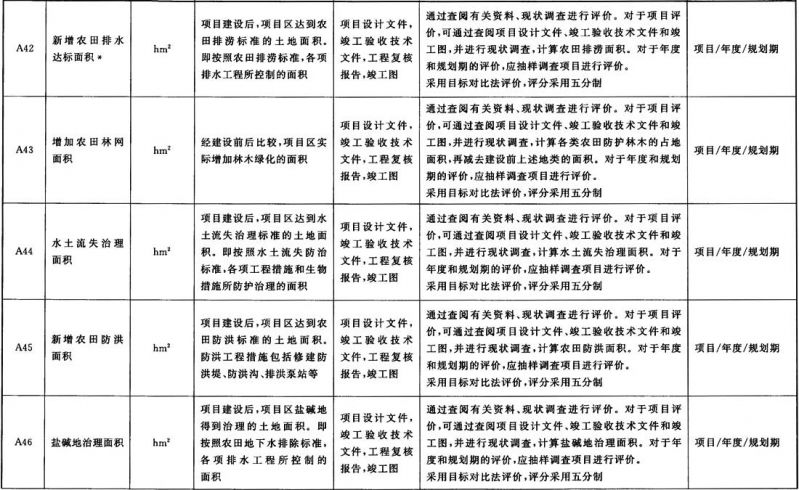 A42
新增农田排水
达标面积*
hm²
项目建设后,项目区达到农
田排涝标准的土地面积。
即按照农田排涝标准,各项
排水工程所控制的面积
项目设计文件,
竣工验收技术
文件,工程复核
报告,竣工图
通过查阅有关资料、现状调查进行评价。对于项目评
价,可通过查阅项目设计文件、竣工验收技术文件和竣
工图,并进行现状调查,计算农田排涝面积。对于年度
和规划期的评价,应抽样调查项目进行评价。
采用目标对比法评价,评分采用五分制
项目/年度/规划期
A43
增加农田林网
面积
hm²
经建设前后比较,项目区实
际增加林木绿化的面积
项目设计文件,
竣工验收技术
文件,工程复核
报告,竣工图
通过查阅有关资料、现状调查进行评价。对于项目评
价,可通过查阅项目设计文件、竣工验收技术文件和竣
工图,并进行现状调查,计算各类农田防护林木的占地
面积,再减去建设前上述地类的面积。对于年度和规划
期的评价,应抽样调查项目进行评价。
采用目标对比法评价,评分采用五分制
项目/年度/规划期
A44
水土流失治理
面积
hm²
项目建设后,项目区达到水
土流失治理标准的土地面
积。即按照水土流失防治
标准,各项工程措施和生物
措施所防护治理的面积
项目设计文件,
竣工验收技术
文件,工程复核
报告,竣工图
通过查阅有关资料、现状调查进行评价。对于项目评
价,可通过查阅项目设计文件、竣工验收技术文件和竣
工图,并进行现状调查,计算水土流失治理面积。对于
年度和规划期的评价,应抽样调查项目进行评价。
采用目标对比法评价,评分采用五分制
项目/年度/规划期
A45
新增农田防洪
面积
hm²
项目建设后,项目区达到农
田防洪标准的土地面积。
防洪工程措施包括修建防
洪堤、防洪沟、排洪泵站等
项目设计文件,
竣工验收技术
文件,工程复核
报告,竣工图
通过查阅有关资料、现状调查进行评价。对于项目评
价,可通过查阅项目设计文件、竣工验收技术文件和竣
工图,并进行现状调查,计算农田防洪面积。对于年度
和规划期的评价,应抽样调查项目进行评价。
采用目标对比法评价,评分采用五分制
项目/年度/规划期
A46
盐碱地治理面积
hm²
项目建设后,项目区盐碱地
得到治理的土地面积。即
按照农田地下水排除标准,
各项排水工程所控制的
面积
项目设计文件,
竣工验收技术
文件,工程复核
报告,竣工图
通过查阅有关资料、现状调查进行评价。对于项目评
价,可通过查阅项目设计文件、竣工验收技术文件和竣
工图,并进行现状调查,计算盐碱地治理面积。对于年
度和规划期的评价,应抽样调查项目进行评价。
采用目标对比法评价,评分采用五分制
项目/年度/规划期